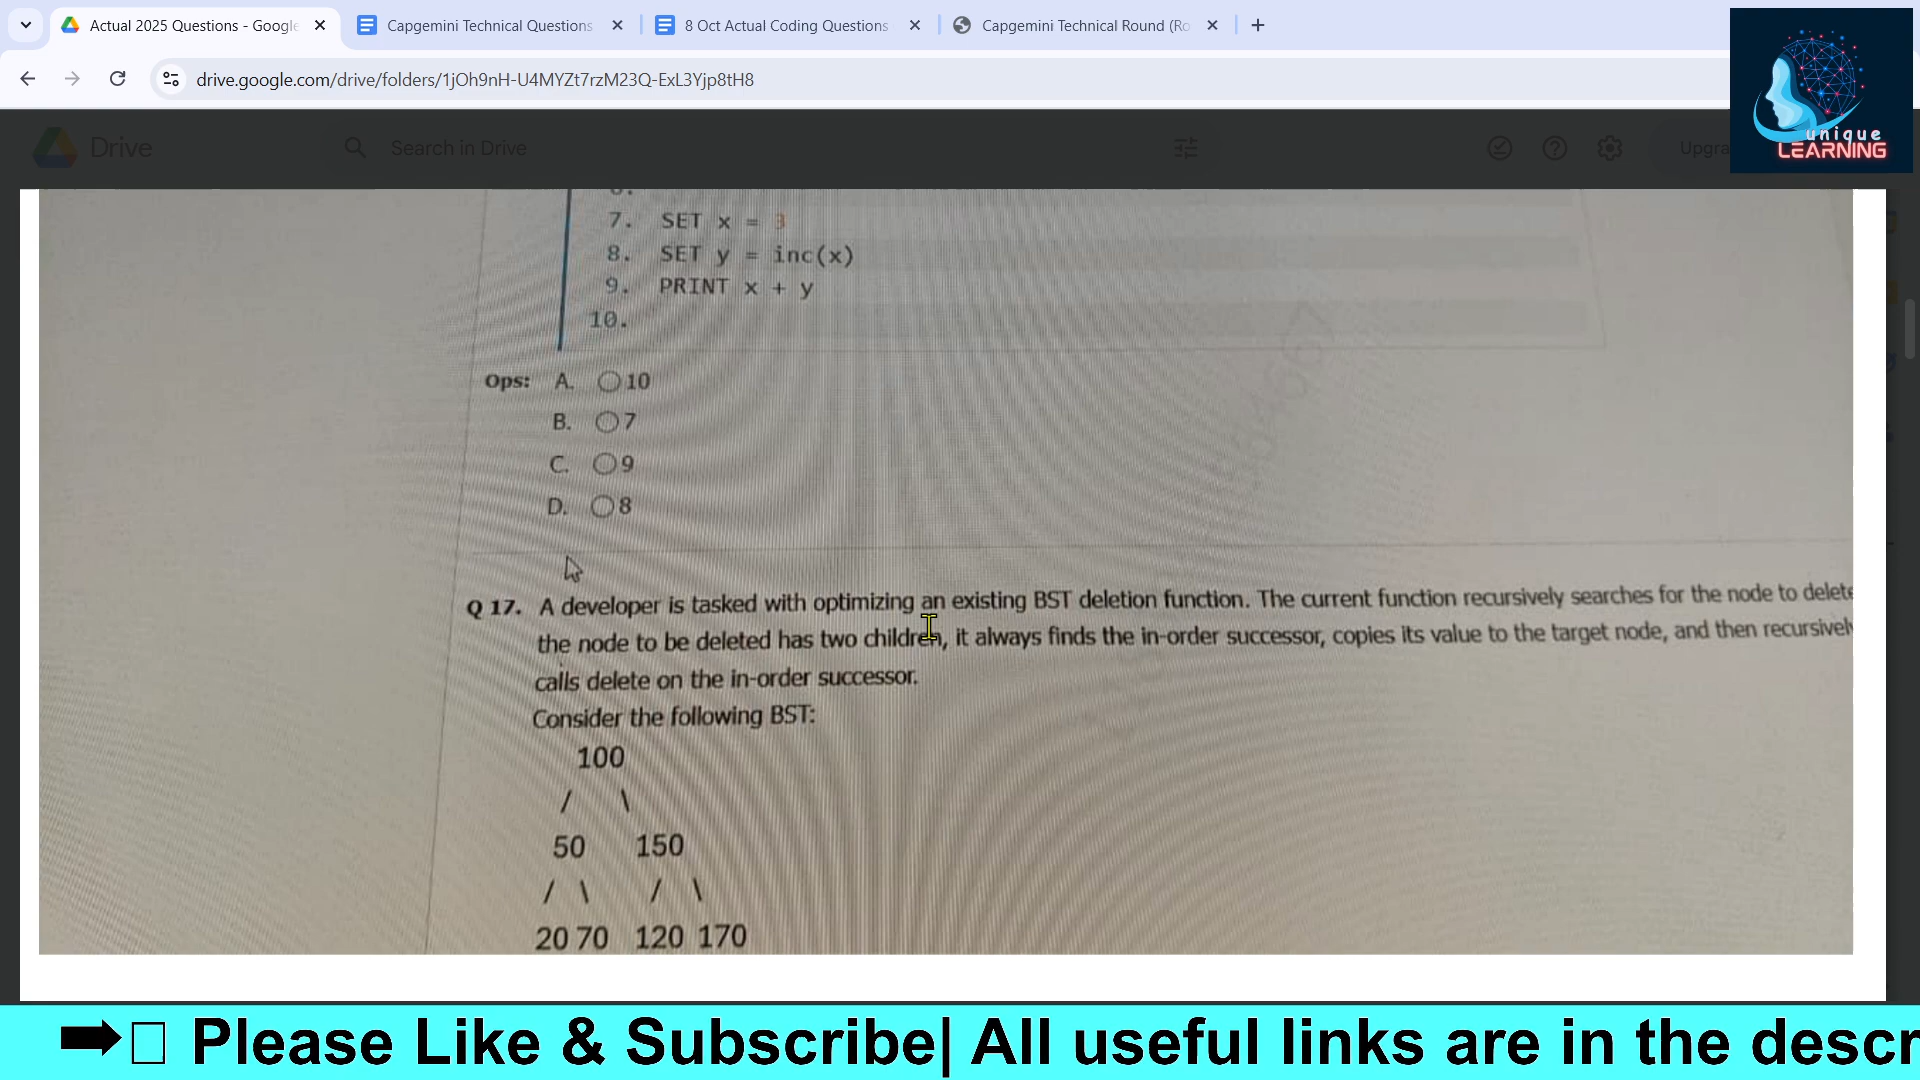 Actual 2025 Questions - Google
Capgemini Technical Questions
8 Oct Actual Coding Questions
Capgemini Technical Round (Ro
drive.google.com/drive/folders/1jOh9nH-U4MYZt7rzM23Q-ExL3Yjp8tH8
Drive
Search in Drive
Upgra
unique
LEARNING
7. SET x = 3
8. SET y = inc(x)
9. PRINT x + y
10.
Ops: A. 10
B. 7
C. 9
D. 8
Q 17. A developer is tasked with optimizing an existing BST deletion function. The current function recursively searches for the node to delete
the node to be deleted has two children, it always finds the in-order successor, copies its value to the target node, and then recursivel
calls delete on the in-order successor.
Consider the following BST:
100
/ \
50 150
/ \ / \
20 70 120 170
Please Like & Subscribe| All useful links are in the descr